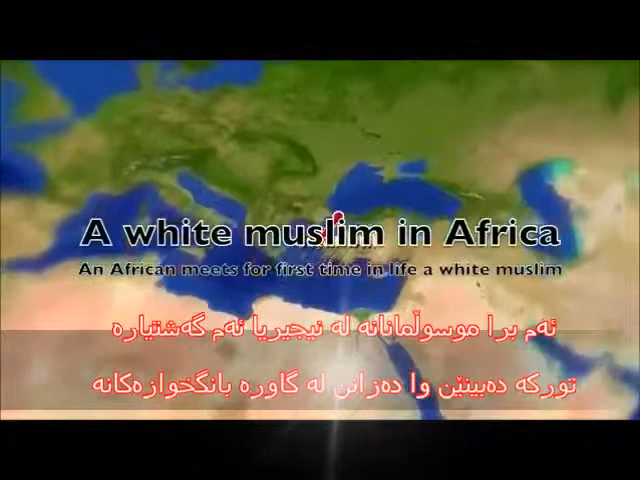 A white muslim in Africa
An African meets for first time in life a white muslim
ئەم برا موسوڵمانانە لە نیجیریا ئەم گەشتیارە
تورکە دەبینێن وا دەزانن لە گاورە بانگخوازەکانە